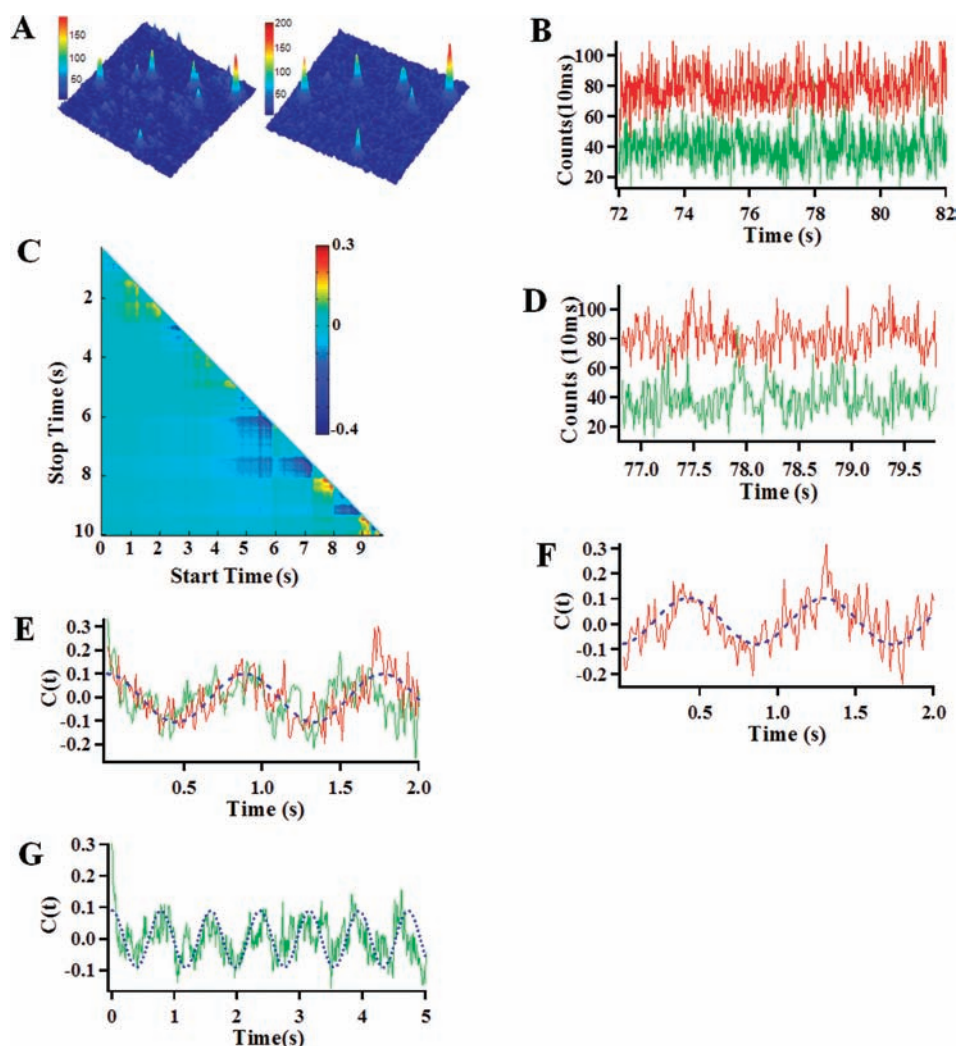 A
150
100
50
200
150
100
50
B
Counts(10ms)
100
80
60
40
20
72 74 76 78 80 82
Time (s)
C
Stop Time (s)
2
4
6
8
10
0 1 2 3 4 5 6 7 8 9
Start Time (s)
0.3
0
-0.4
D
Counts (10ms)
100
80
60
40
20
77.0 77.5 78.0 78.5 79.0 79.5
Time (s)
E
C(t)
0.3
0.2
0.1
0.0
-0.1
-0.2
0.5 1.0 1.5 2.0
Time (s)
F
C(t)
0.3
0.2
0.1
0.0
-0.1
-0.2
0.5 1.0 1.5 2.0
Time (s)
G
C(t)
0.3
0.2
0.1
0.0
-0.1
0 1 2 3 4 5
Time(s)